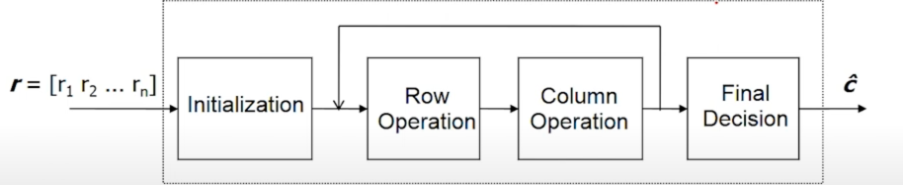 r = [r₁ r₂ ... rₙ]
Initialization
Row
Operation
Column
Operation
Final
Decision
ĉ